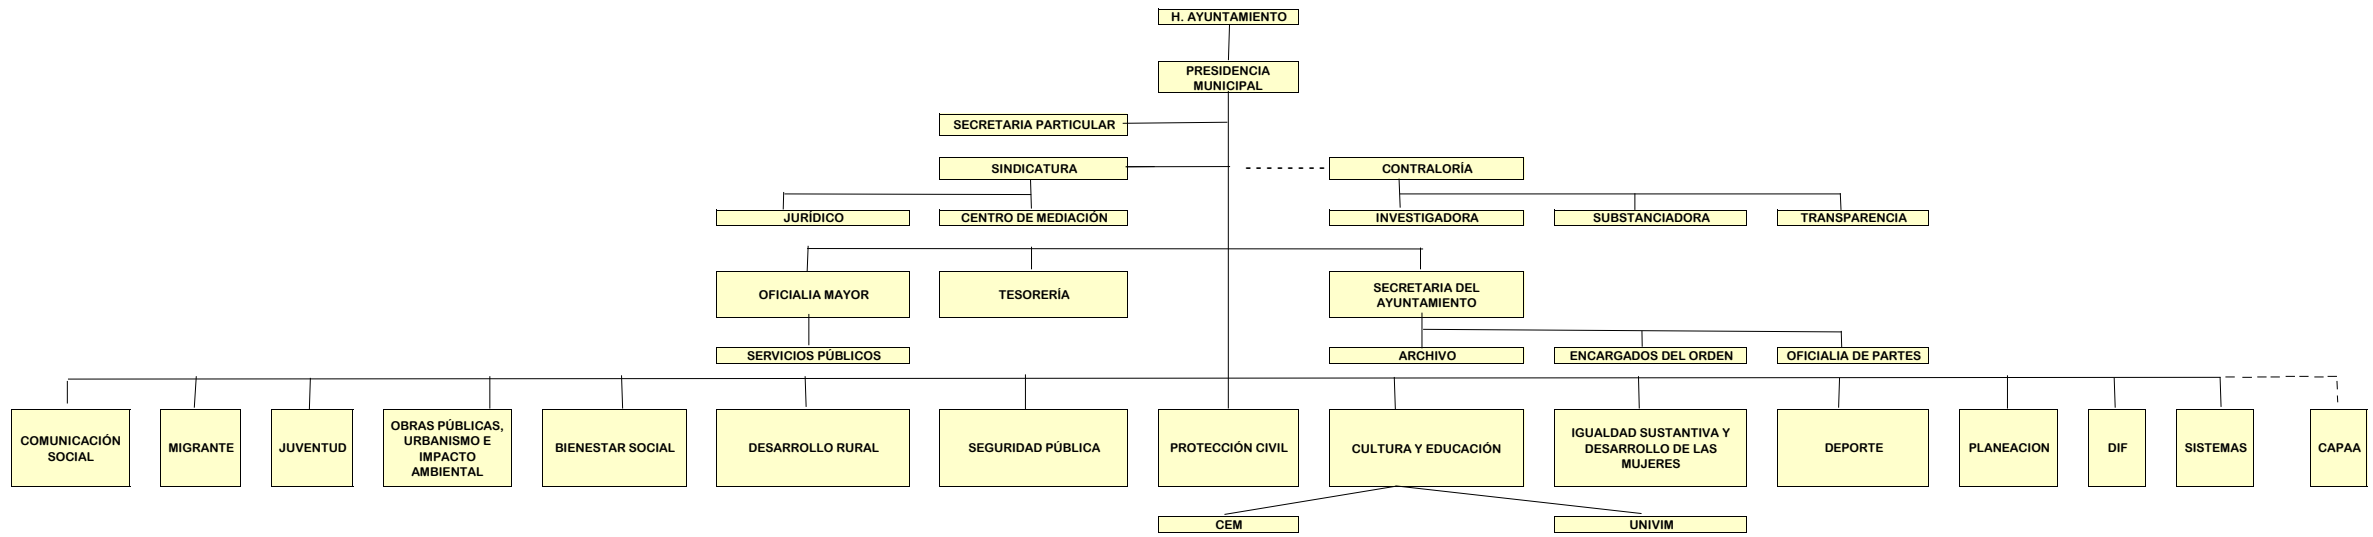 H. AYUNTAMIENTO
PRESIDENCIA
MUNICIPAL
SECRETARIA PARTICULAR
SINDICATURA
CONTRALORÍA
JURÍDICO
CENTRO DE MEDIACIÓN
INVESTIGADORA
SUBSTANCIADORA
TRANSPARENCIA
OFICIALIA MAYOR
TESORERÍA
SECRETARIA DEL
AYUNTAMIENTO
SERVICIOS PÚBLICOS
ARCHIVO
ENCARGADOS DEL ORDEN
OFICIALIA DE PARTES
COMUNICACIÓN
SOCIAL
MIGRANTE
JUVENTUD
OBRAS PÚBLICAS,
URBANISMO E
IMPACTO
AMBIENTAL
BIENESTAR SOCIAL
DESARROLLO RURAL
SEGURIDAD PÚBLICA
PROTECCIÓN CIVIL
CULTURA Y EDUCACIÓN
IGUALDAD SUSTANTIVA Y
DESARROLLO DE LAS
MUJERES
DEPORTE
PLANEACION
DIF
SISTEMAS
CAPAA
CEM
UNIVIM